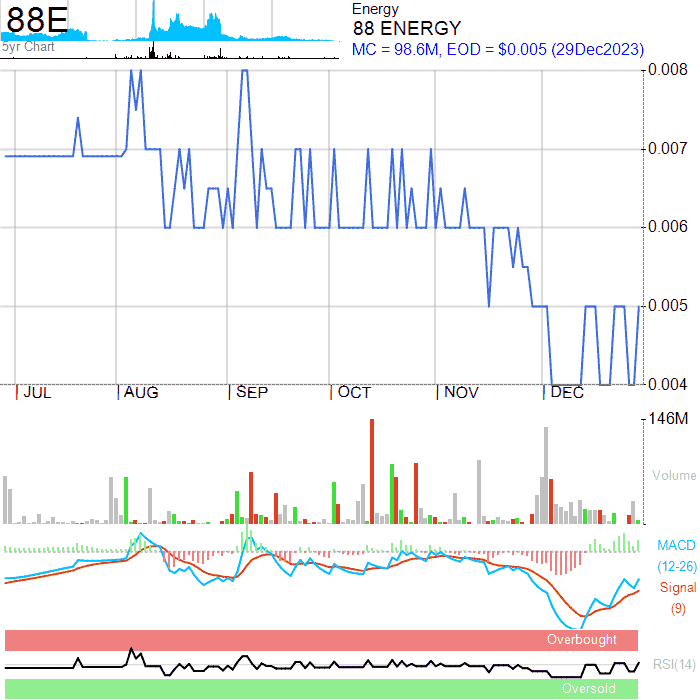 88E
5yr Chart
Energy
88 ENERGY
MC = 98.6M, EOD = $0.005 (29Dec2023)
0.008
0.007
0.006
0.005
0.004
JUL AUG SEP OCT NOV DEC
146M
Volume
MACD
(12-26)
Signal
(9)
Overbought
RSI(14)
Oversold